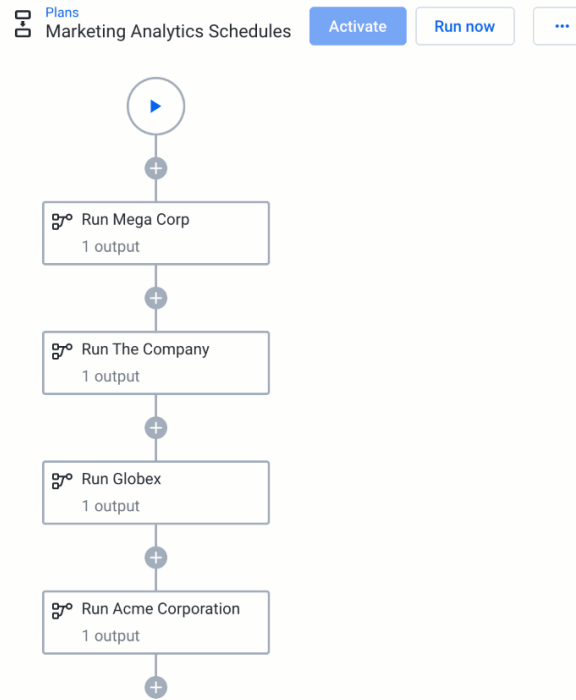 Plans
Marketing Analytics Schedules
Activate
Run now
...
Run Mega Corp
1 output
Run The Company
1 output
Run Globex
1 output
Run Acme Corporation
1 output